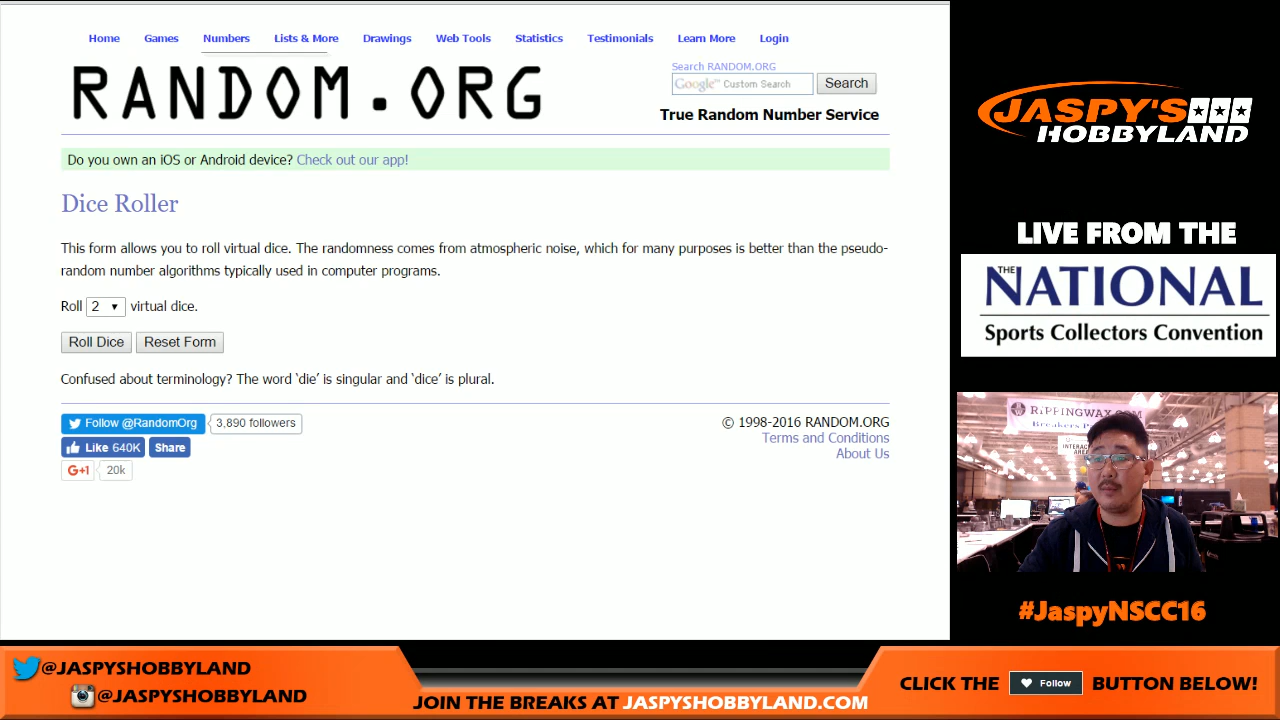 Home Games Numbers Lists & More Drawings Web Tools Statistics Testimonials Learn More Login
RANDOM.ORG
Search RANDOM.ORG
Google™ Custom Search Search
True Random Number Service
Do you own an iOS or Android device? Check out our app!
Dice Roller
This form allows you to roll virtual dice. The randomness comes from atmospheric noise, which for many purposes is better than the pseudo-
random number algorithms typically used in computer programs.
Roll 2 virtual dice.
Roll Dice Reset Form
Confused about terminology? The word ‘die’ is singular and ‘dice’ is plural.
Follow @RandomOrg 3,890 followers
Like 640K Share
G+1 20k
© 1998-2016 RANDOM.ORG
Terms and Conditions
About Us
JASPY'S
HOBBYLAND
LIVE FROM THE
THE NATIONAL
Sports Collectors Convention
RIPPINGWAX.COM
#JaspyNSCC16
@JASPYSHOBBYLAND
@JASPYSHOBBYLAND
JOIN THE BREAKS AT JASPYSHOBBYLAND.COM
CLICK THE Follow BUTTON BELOW!